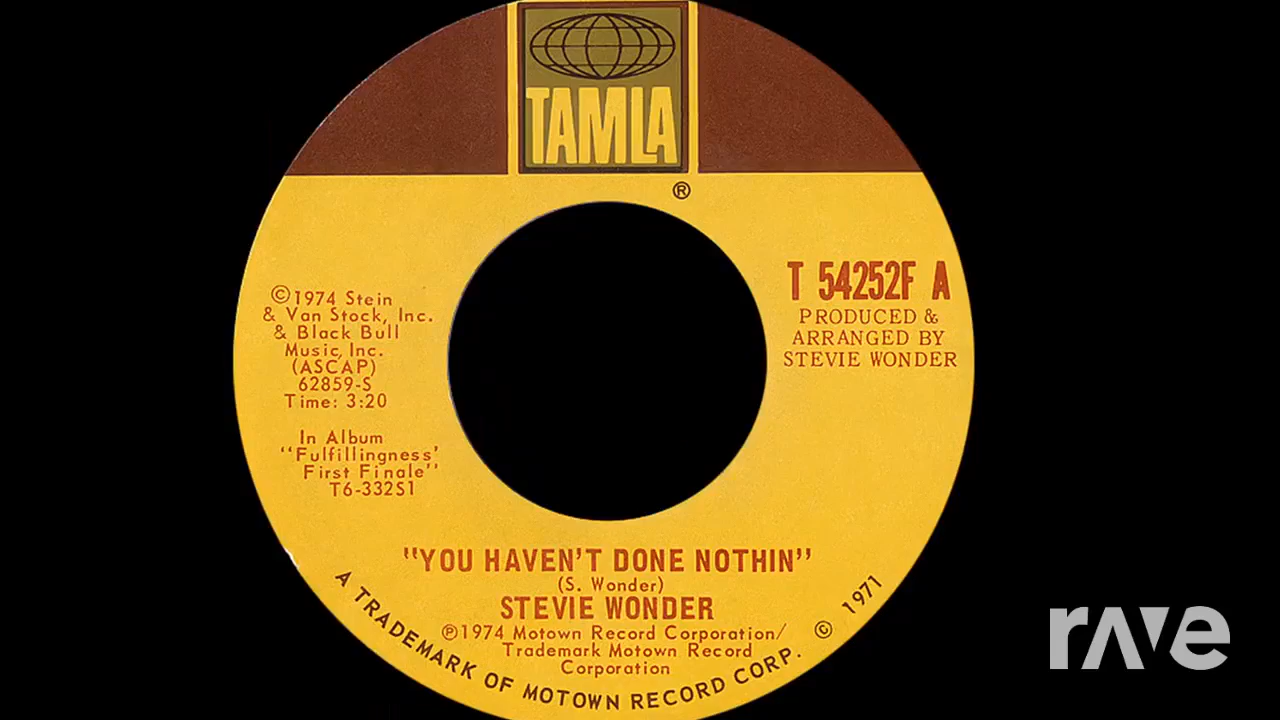 TAMLA
®
T 54252F A
PRODUCED &
ARRANGED BY
STEVIE WONDER
©1974 Stein
& Van Stock, Inc.
& Black Bull
Music, Inc.
(ASCAP)
62859-S
Time: 3:20
In Album
"Fulfillingness'
First Finale"
T6-332S1
"YOU HAVEN'T DONE NOTHIN"
(S. Wonder)
STEVIE WONDER
℗1974 Motown Record Corporation/
Trademark Motown Record
Corporation
A TRADEMARK OF MOTOWN RECORD CORP. © 1971
rave